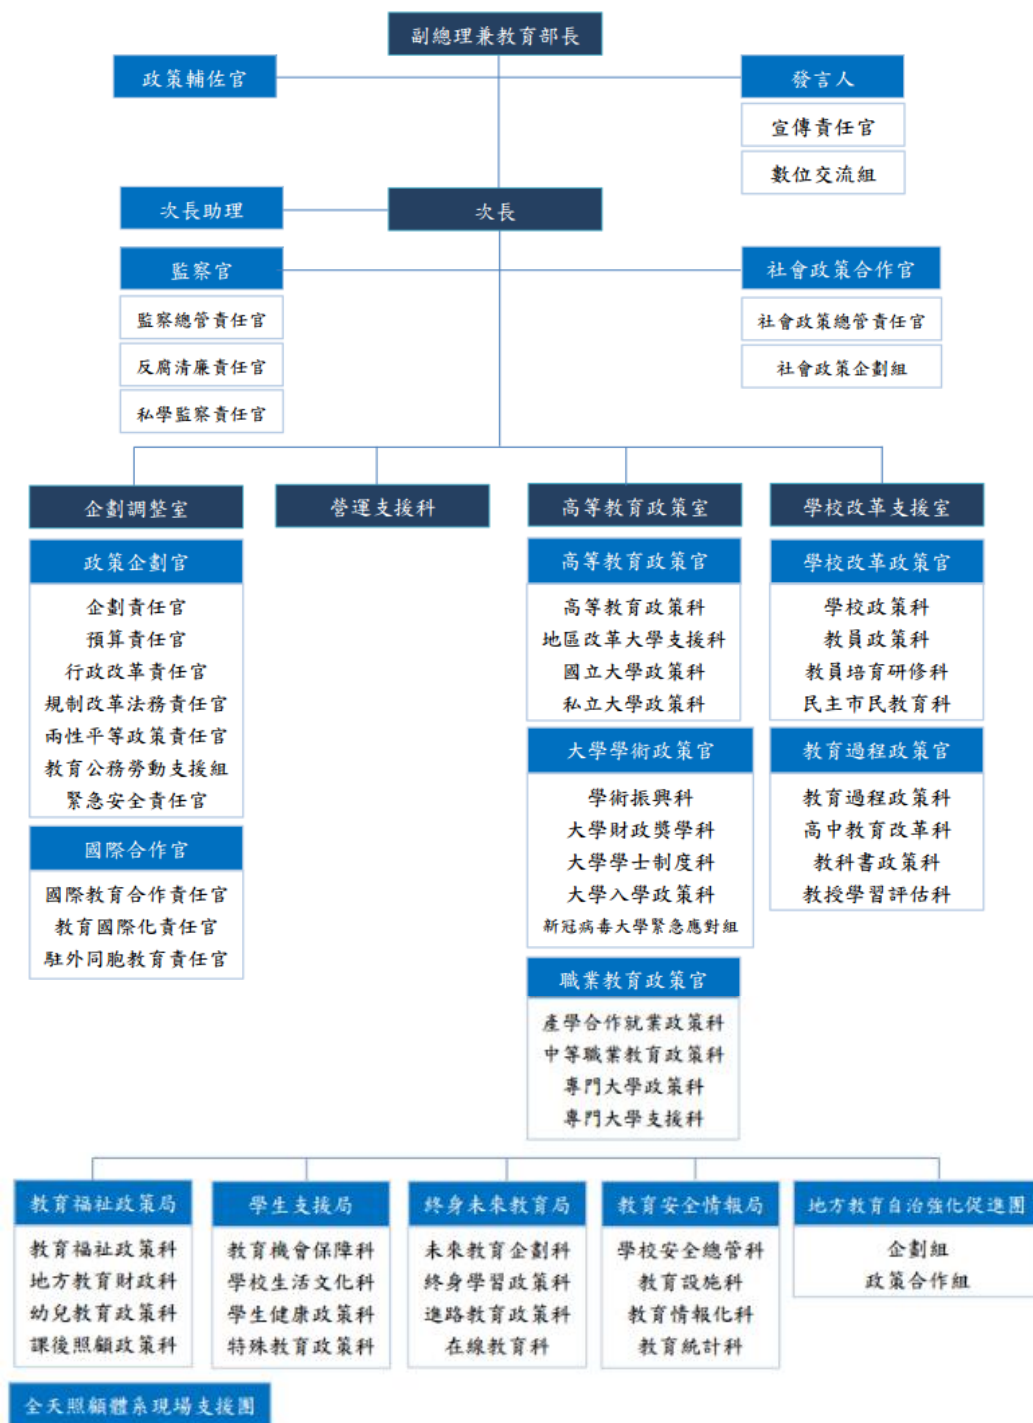 副總理兼教育部長
政策輔佐官
發言人
宣傳責任官
數位交流組
次長助理
次長
監察官
監察總管責任官
反腐清廉責任官
私學監察責任官
社會政策合作官
社會政策總管責任官
社會政策企劃組
企劃調整室
政策企劃官
企劃責任官
預算責任官
行政改革責任官
規制改革法務責任官
兩性平等政策責任官
教育公務勞動支援組
緊急安全責任官
國際合作官
國際教育合作責任官
教育國際化責任官
駐外同胞教育責任官
營運支援科
高等教育政策室
高等教育政策官
高等教育政策科
地區改革大學支援科
國立大學政策科
私立大學政策科
大學學術政策官
學術振興科
大學財政獎學科
大學學士制度科
大學入學政策科
新冠病毒大學緊急應對組
職業教育政策官
產學合作就業政策科
中等職業教育政策科
專門大學政策科
專門大學支援科
學校改革支援室
學校改革政策官
學校政策科
教員政策科
教員培育研修科
民主市民教育科
教育過程政策官
教育過程政策科
高中教育改革科
教科書政策科
教授學習評估科
教育福祉政策局
教育福祉政策科
地方教育財政科
幼兒教育政策科
課後照顧政策科
學生支援局
教育機會保障科
學校生活文化科
學生健康政策科
特殊教育政策科
終身未來教育局
未來教育企劃科
終身學習政策科
進路教育政策科
在線教育科
教育安全情報局
學校安全總管科
教育設施科
教育情報化科
教育統計科
地方教育自治強化促進團
企劃組
政策合作組
全天照顧體系現場支援團